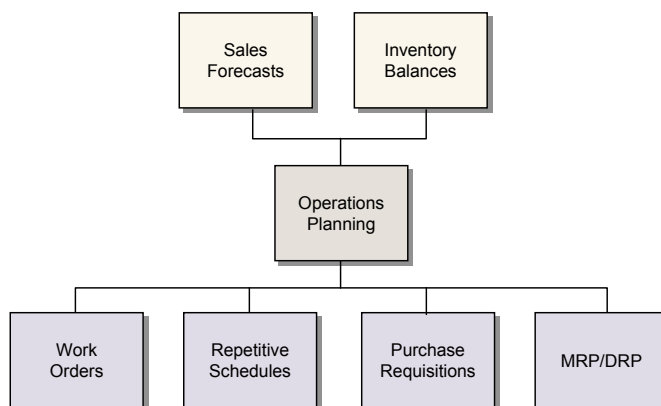 Sales
Forecasts
Inventory
Balances
Operations
Planning
Work
Orders
Repetitive
Schedules
Purchase
Requisitions
MRP/DRP